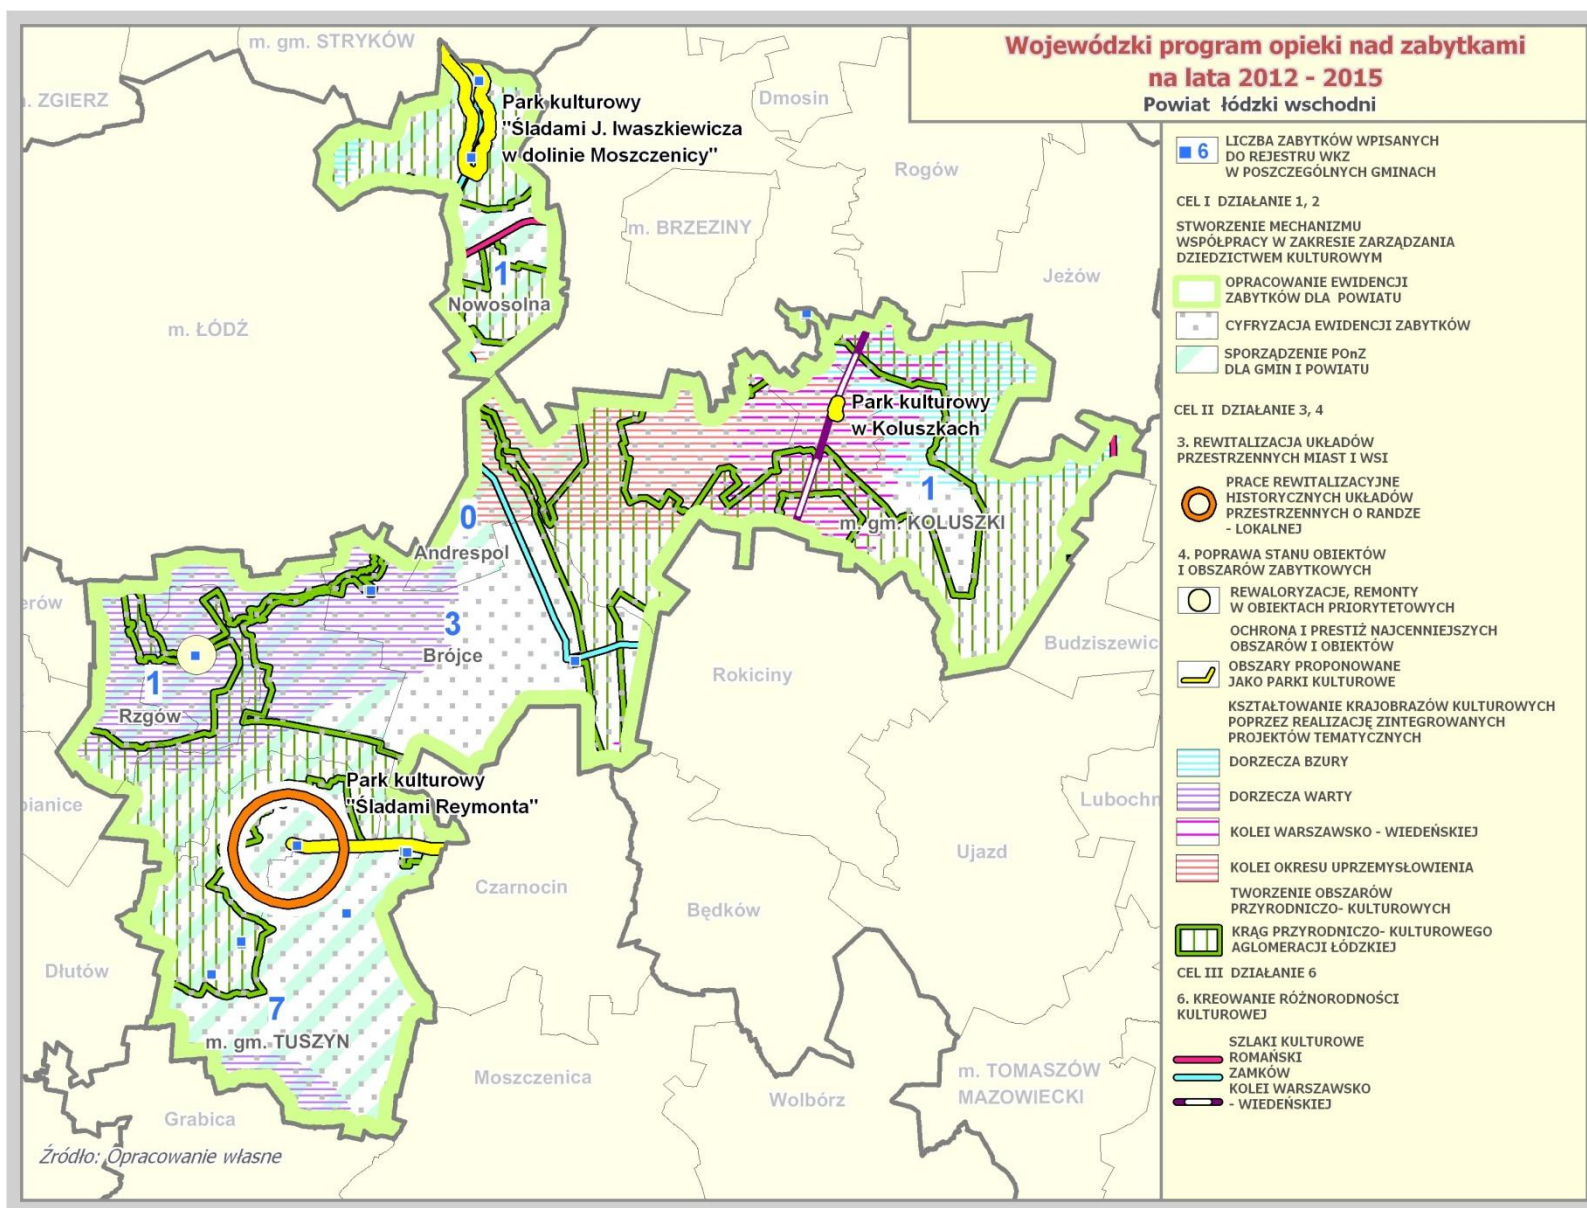 Wojewódzki program opieki nad zabytkami
na lata 2012 - 2015
Powiat łódzki wschodni
m. gm. STRYKÓW
ZGIERZ
Dmosin
Park kulturowy
"Śladami J. Iwaszkiewicza
w dolinie Moszczenicy"
Rogów
m. BRZEZINY
Jeżów
1
Nowosolna
m. ŁÓDŹ
Park kulturowy
w Koluszkach
1
m. gm. KOLUSZKI
0
Andrespol
3
Brójce
Budziszewic
Rokiciny
1
Rzgów
Park kulturowy
"Śladami Reymonta"
Lubochn
pianice
Ujazd
Czarnocin
Będków
Dłutów
7
m. gm. TUSZYN
Moszczenica
m. TOMASZÓW
MAZOWIECKI
Wolbórz
Grabica
Źródło: Opracowanie własne
6 LICZBA ZABYTKÓW WPISANYCH
DO REJESTRU WKZ
W POSZCZEGÓLNYCH GMINACH
CEL I DZIAŁANIE 1, 2
STWORZENIE MECHANIZMU
WSPÓŁPRACY W ZAKRESIE ZARZĄDZANIA
DZIEDZICTWEM KULTUROWYM
OPRACOWANIE EWIDENCJI
ZABYTKÓW DLA POWIATU
CYFRYZACJA EWIDENCJI ZABYTKÓW
SPORZĄDZENIE POnZ
DLA GMIN I POWIATU
CEL II DZIAŁANIE 3, 4
3. REWITALIZACJA UKŁADÓW
PRZESTRZENNYCH MIAST I WSI
PRACE REWITALIZACYJNE
HISTORYCZNYCH UKŁADÓW
PRZESTRZENNYCH O RANDZE
- LOKALNEJ
4. POPRAWA STANU OBIEKTÓW
I OBSZARÓW ZABYTKOWYCH
REWALORYZACJE, REMONTY
W OBIEKTACH PRIORYTETOWYCH
OCHRONA I PRESTIŻ NAJCENNIEJSZYCH
OBSZARÓW I OBIEKTÓW
OBSZARY PROPONOWANE
JAKO PARKI KULTUROWE
KSZTAŁTOWANIE KRAJOBRAZÓW KULTUROWYCH
POPRZEZ REALIZACJĘ ZINTEGROWANYCH
PROJEKTÓW TEMATYCZNYCH
DORZECZA BZURY
DORZECZA WARTY
KOLEI WARSZAWSKO - WIEDEŃSKIEJ
KOLEI OKRESU UPRZEMYSŁOWIENIA
TWORZENIE OBSZARÓW
PRZYRODNICZO- KULTUROWYCH
KRĄG PRZYRODNICZO- KULTUROWEGO
AGLOMERACJI ŁÓDZKIEJ
CEL III DZIAŁANIE 6
6. KREOWANIE RÓŻNORODNOŚCI
KULTUROWEJ
SZLAKI KULTUROWE
ROMAŃSKI
ZAMKÓW
KOLEI WARSZAWSKO
- WIEDEŃSKIEJ